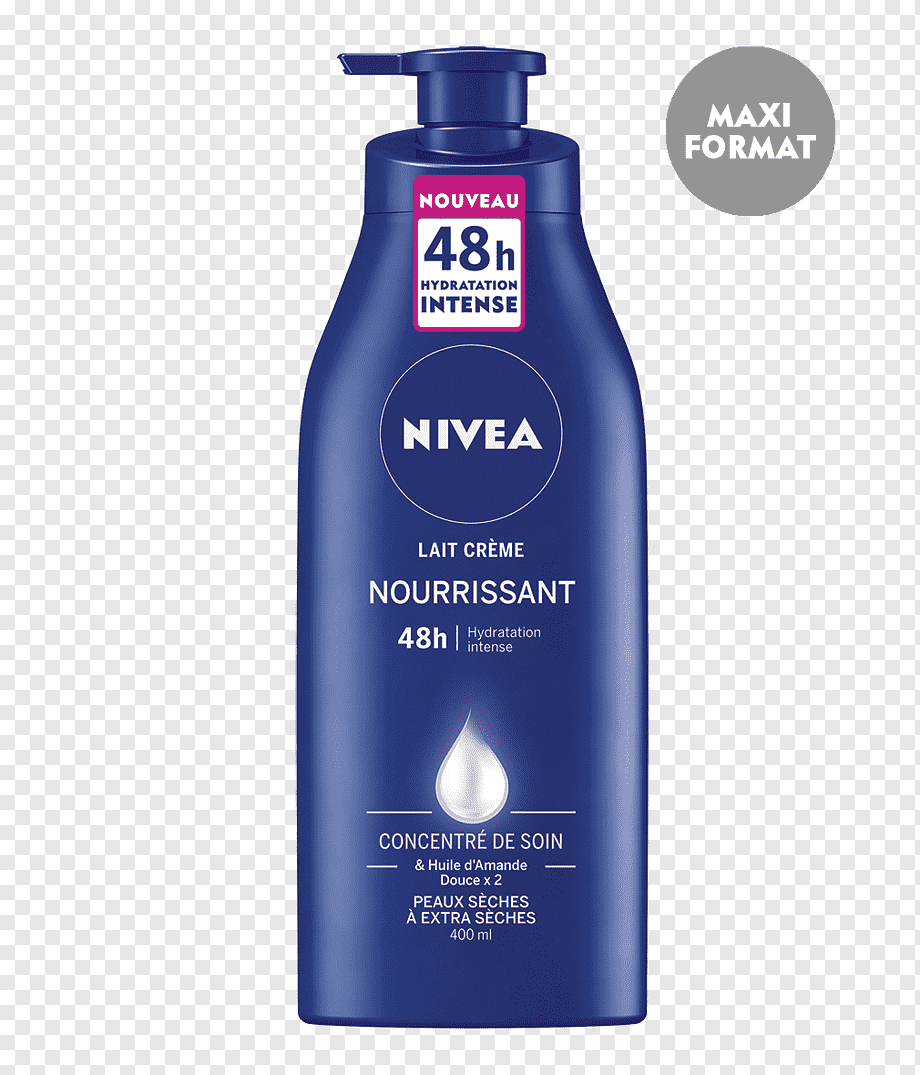 MAXI
FORMAT
NOUVEAU
48h
HYDRATATION
INTENSE
NIVEA
LAIT CRÈME
NOURRISSANT
48h | Hydratation
intense
CONCENTRÉ DE SOIN
& Huile d'Amande
Douce x 2
PEAUX SÈCHES
À EXTRA SÈCHES
400 ml